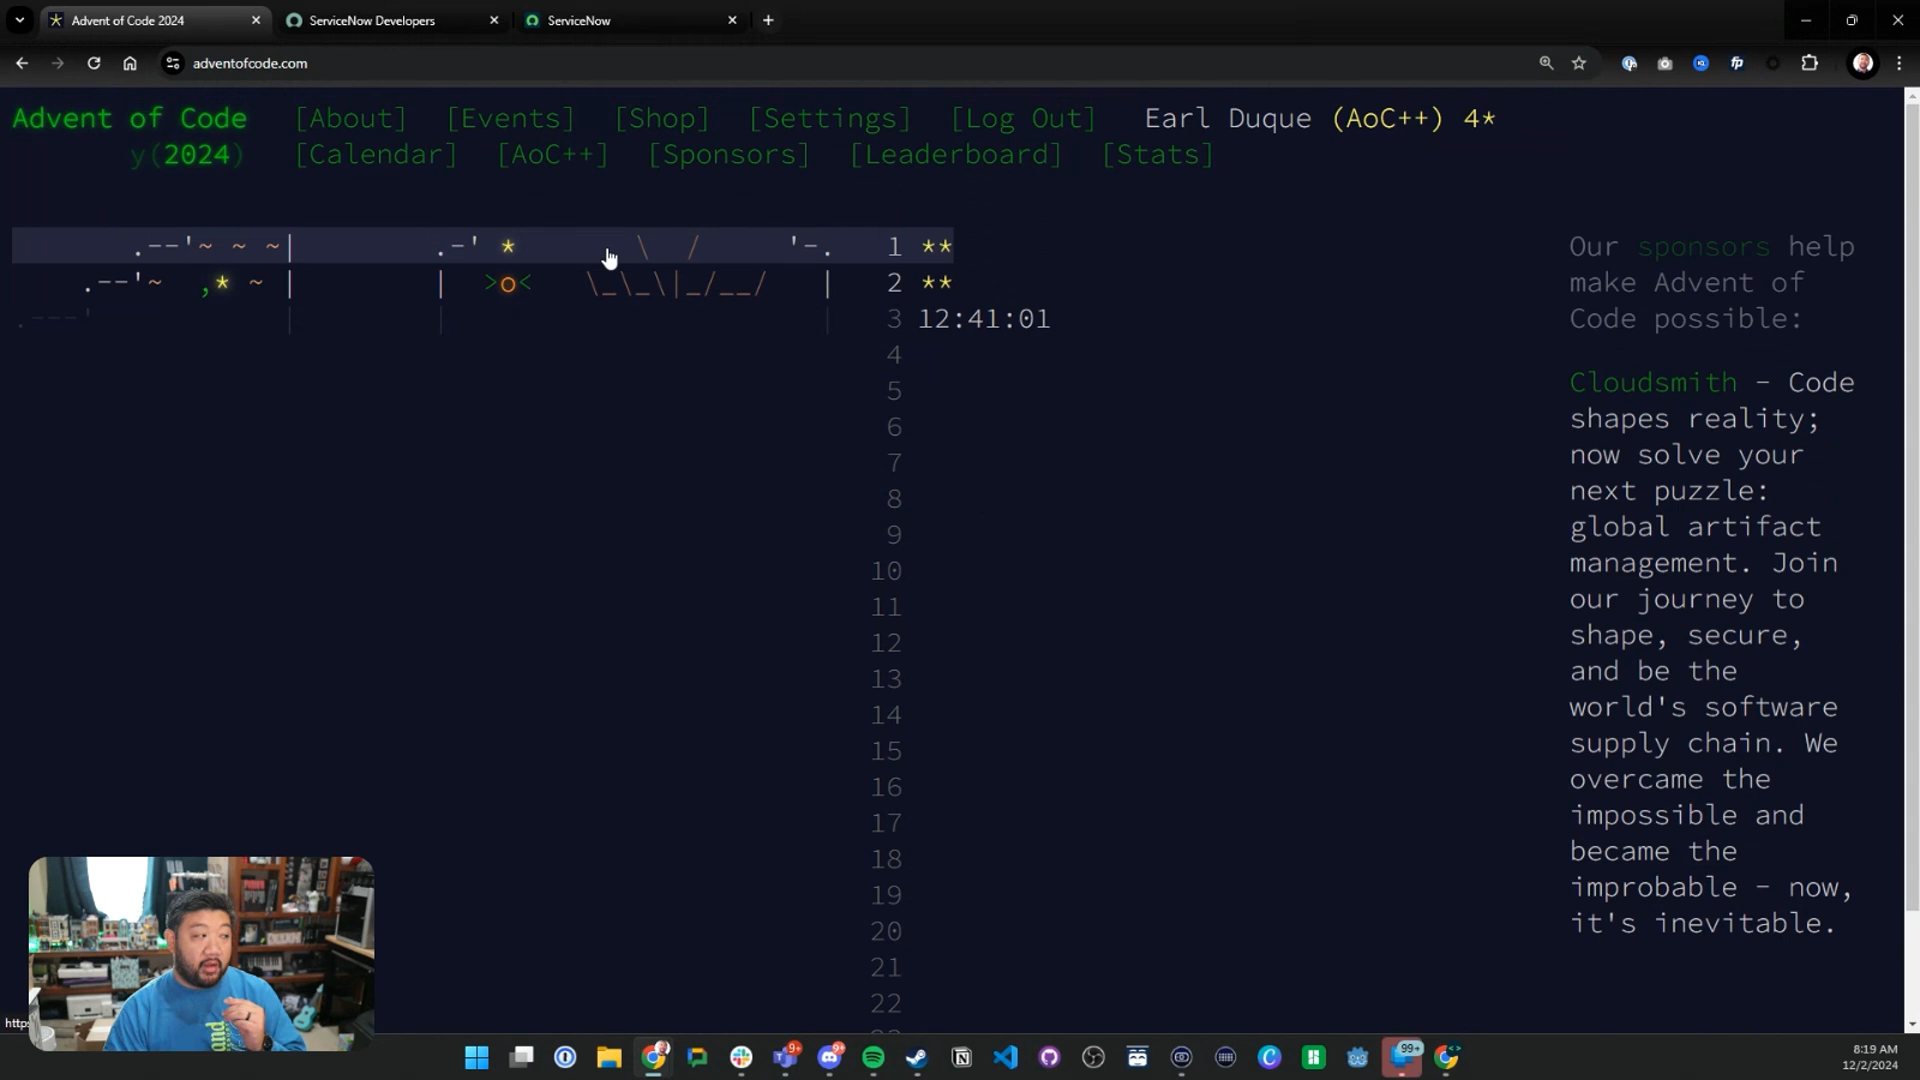 Advent of Code 2024
ServiceNow Developers
ServiceNow
adventofcode.com
Advent of Code [About] [Events] [Shop] [Settings] [Log Out] Earl Duque (AoC++) 4*
y(2024) [Calendar] [AoC++] [Sponsors] [Leaderboard] [Stats]
.--'~ ~ ~| .-' * \ / '-. 1 **
.--'~ ,* ~ | | >o< \_\_\|_/__/ | 2 **
.---' | | | 3 12:41:01
4
5
6
7
8
9
10
11
12
13
14
15
16
17
18
19
20
21
22
Our sponsors help
make Advent of
Code possible:
Cloudsmith - Code
shapes reality;
now solve your
next puzzle:
global artifact
management. Join
our journey to
shape, secure,
and be the
world's software
supply chain. We
overcame the
impossible and
became the
improbable - now,
it's inevitable.
and
9+
9+
99+
8:19 AM
12/2/2024